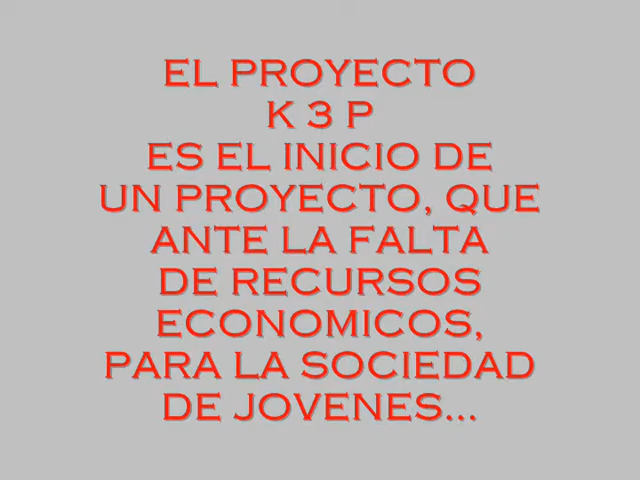 EL PROYECTO
K 3 P
ES EL INICIO DE
UN PROYECTO, QUE
ANTE LA FALTA
DE RECURSOS
ECONOMICOS,
PARA LA SOCIEDAD
DE JOVENES...